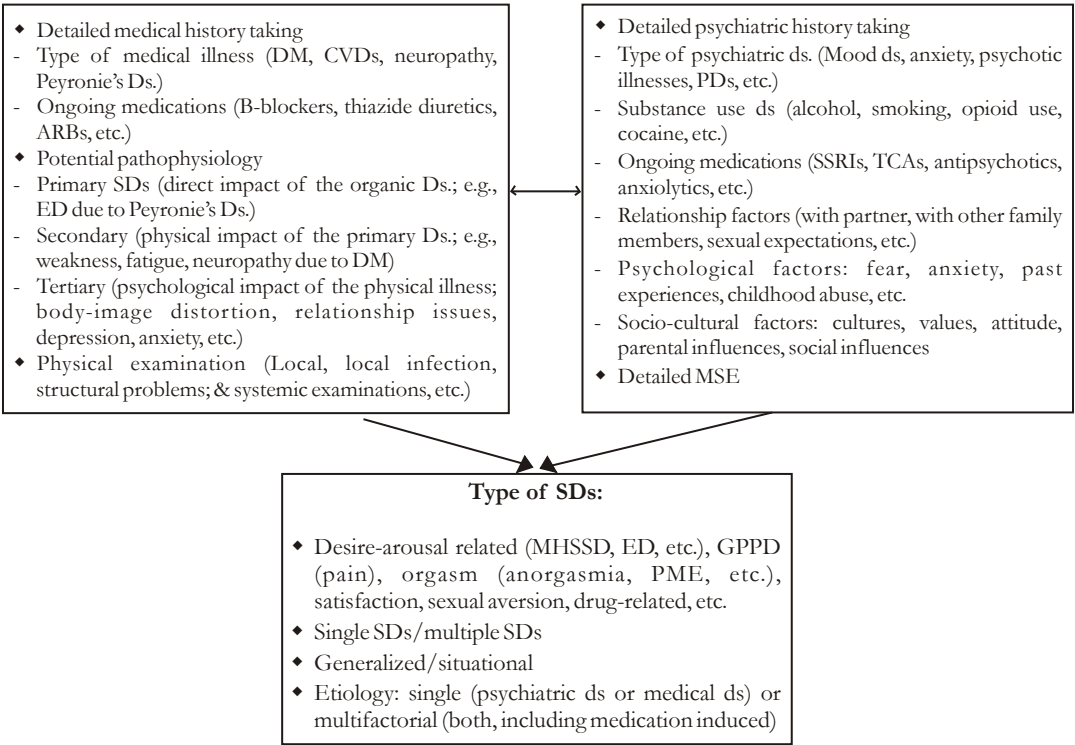 ◆ Detailed medical history taking
- Type of medical illness (DM, CVDs, neuropathy,
Peyronie's Ds.)
- Ongoing medications (B-blockers, thiazide diuretics,
ARBs, etc.)
◆ Potential pathophysiology
- Primary SDs (direct impact of the organic Ds.; e.g.,
ED due to Peyronie's Ds.)
- Secondary (physical impact of the primary Ds.; e.g.,
weakness, fatigue, neuropathy due to DM)
- Tertiary (psychological impact of the physical illness;
body-image distortion, relationship issues,
depression, anxiety, etc.)
◆ Physical examination (Local, local infection,
structural problems; & systemic examinations, etc.)
◆ Detailed psychiatric history taking
- Type of psychiatric ds. (Mood ds, anxiety, psychotic
illnesses, PDs, etc.)
- Substance use ds (alcohol, smoking, opioid use,
cocaine, etc.)
- Ongoing medications (SSRIs, TCAs, antipsychotics,
anxiolytics, etc.)
- Relationship factors (with partner, with other family
members, sexual expectations, etc.)
- Psychological factors: fear, anxiety, past
experiences, childhood abuse, etc.
- Socio-cultural factors: cultures, values, attitude,
parental influences, social influences
◆ Detailed MSE
Type of SDs:
◆ Desire-arousal related (MHSSD, ED, etc.), GPPD
(pain), orgasm (anorgasmia, PME, etc.),
satisfaction, sexual aversion, drug-related, etc.
◆ Single SDs/multiple SDs
◆ Generalized/situational
◆ Etiology: single (psychiatric ds or medical ds) or
multifactorial (both, including medication induced)